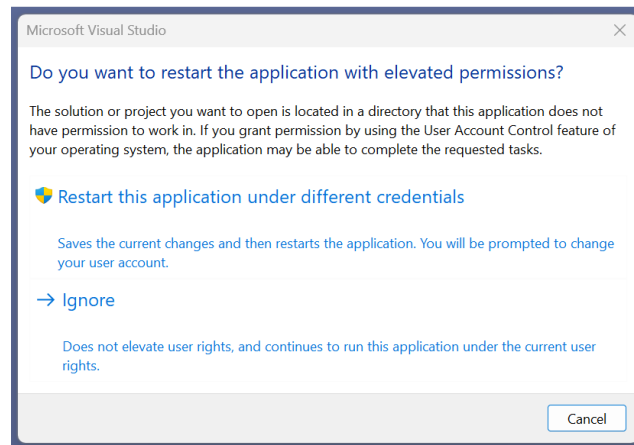 Microsoft Visual Studio
Do you want to restart the application with elevated permissions?
The solution or project you want to open is located in a directory that this application does not
have permission to work in. If you grant permission by using the User Account Control feature of
your operating system, the application may be able to complete the requested tasks.
Restart this application under different credentials
Saves the current changes and then restarts the application. You will be prompted to change
your user account.
Ignore
Does not elevate user rights, and continues to run this application under the current user
rights.
Cancel